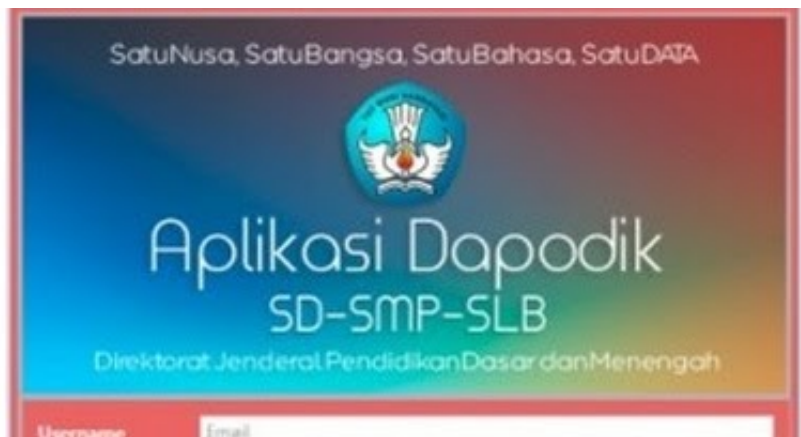 SatuNusa, SatuBangsa, SatuBahasa, SatuDATA
Aplikasi Dapodik
SD-SMP-SLB
Direktorat Jenderal Pendidikan Dasar dan Menengah
Username
Email